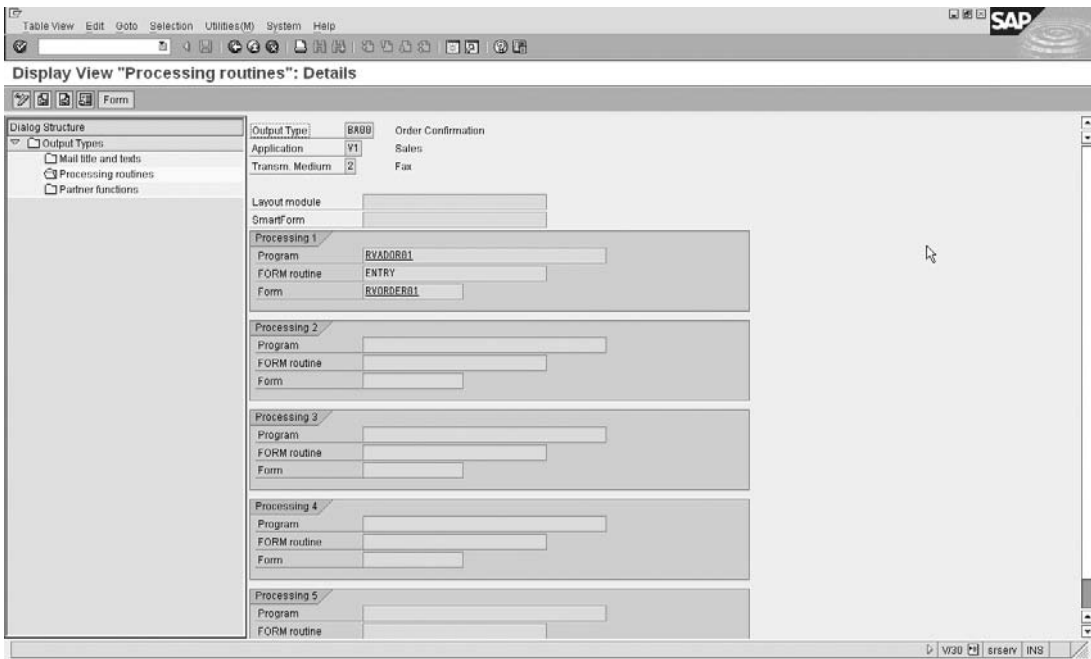 Table View Edit Goto Selection Utilities(M) System Help
SAP
Display View "Processing routines": Details
Form
Dialog Structure
Output Types
Mail title and texts
Processing routines
Partner functions
Output Type BA00 Order Confirmation
Application V1 Sales
Transm. Medium 2 Fax
Layout module
SmartForm
Processing 1
Program RVADOR01
FORM routine ENTRY
Form RVORDER01
Processing 2
Program
FORM routine
Form
Processing 3
Program
FORM routine
Form
Processing 4
Program
FORM routine
Form
Processing 5
Program
FORM routine
V/30 srserv INS